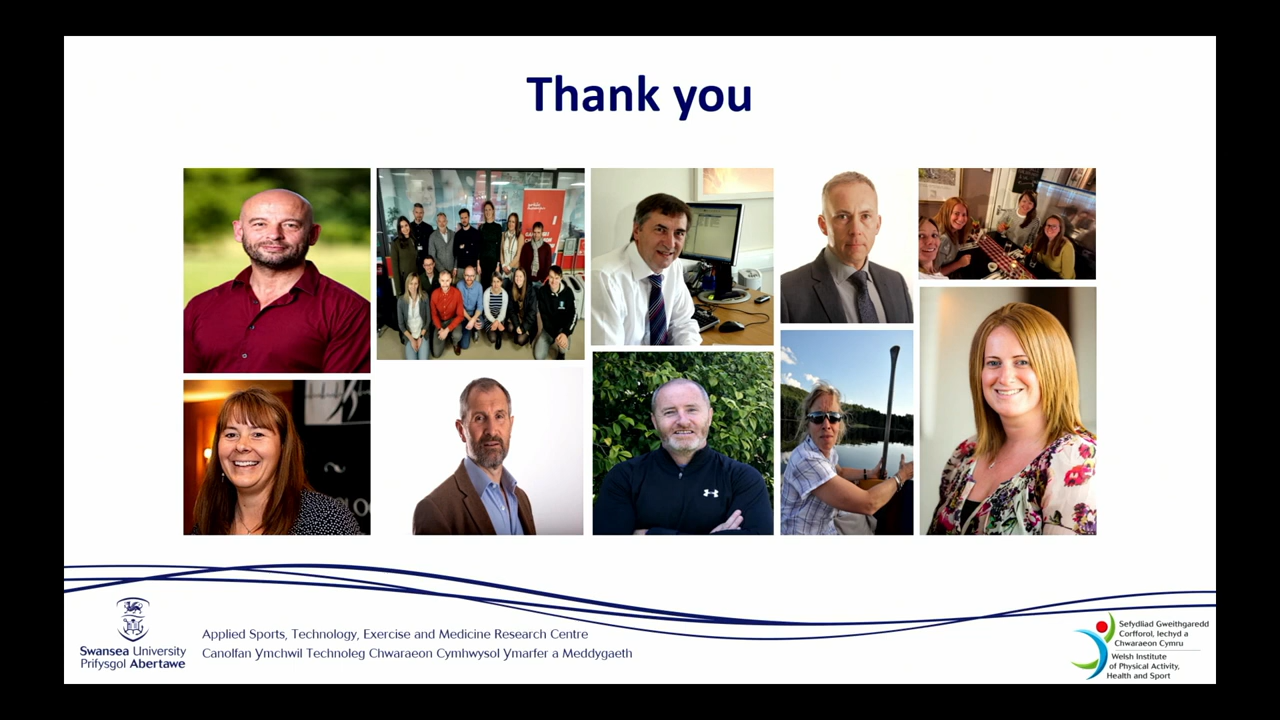 Thank you
Swansea University
Prifysgol Abertawe
Applied Sports, Technology, Exercise and Medicine Research Centre
Canolfan Ymchwil Technoleg Chwaraeon Cymhwysol Ymarfer a Meddygaeth
Sefydliad Gweithgaredd
Corfforol, Iechyd a
Chwaraeon Cymru
Welsh Institute
of Physical Activity,
Health and Sport